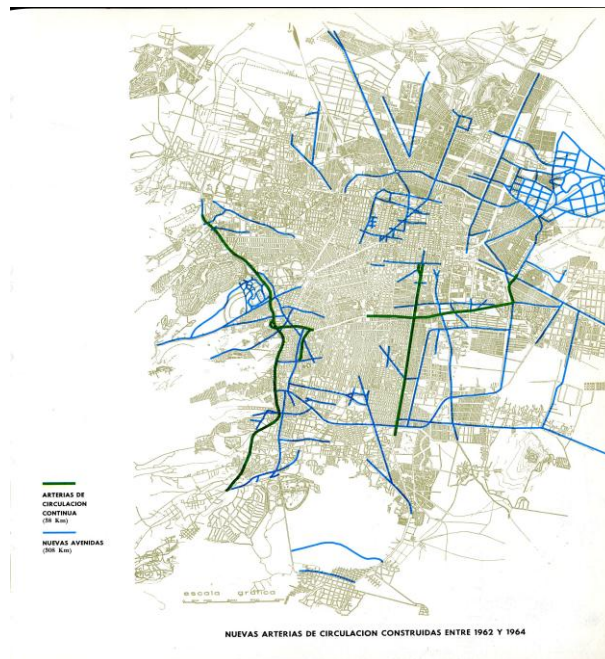 ARTERIAS DE
CIRCULACION
CONTINUA
(59 Km)
NUEVAS AVENIDAS
(308 Km)
escala gráfica
NUEVAS ARTERIAS DE CIRCULACION CONSTRUIDAS ENTRE 1962 Y 1964